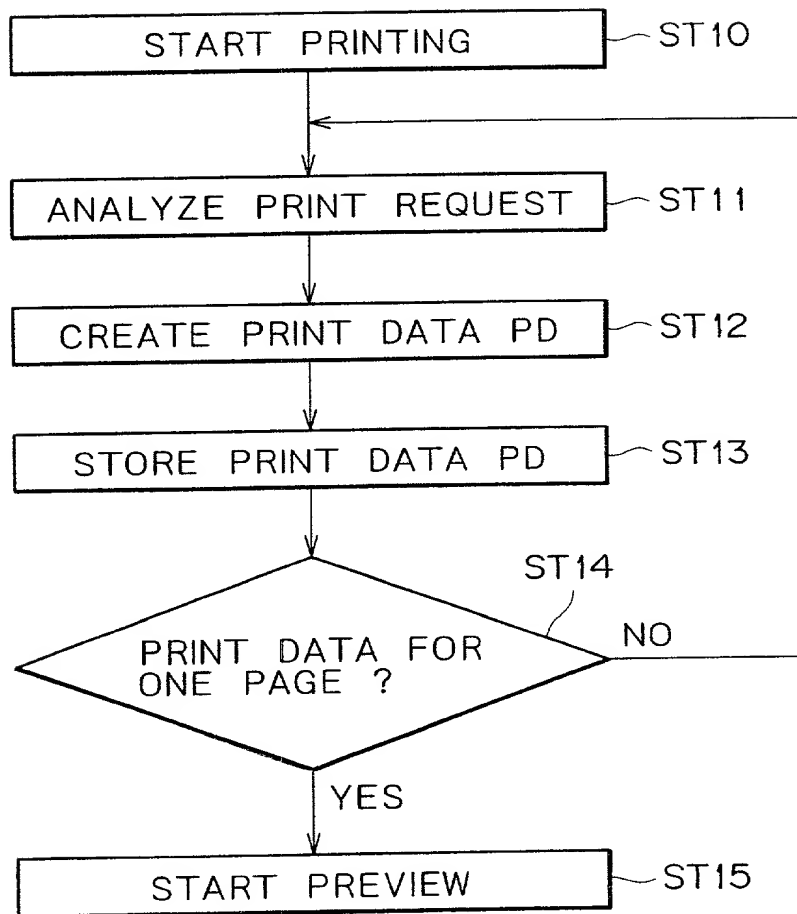 START PRINTING
ST10
ANALYZE PRINT REQUEST
ST11
CREATE PRINT DATA PD
ST12
STORE PRINT DATA PD
ST13
ST14
PRINT DATA FOR
ONE PAGE ?
NO
YES
START PREVIEW
ST15